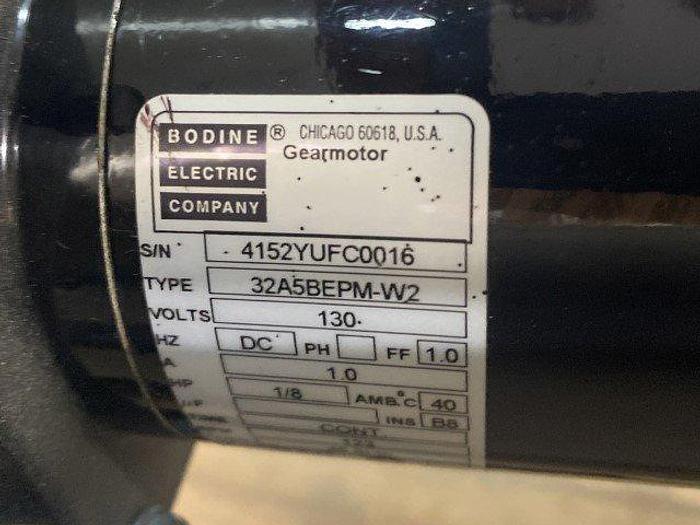 BODINE ® CHICAGO 60618, U.S.A.
ELECTRIC Gearmotor
COMPANY
S/N 4152YUFC0016
TYPE 32A5BEPM-W2
VOLTS 130
HZ DC PH FF 1.0
A 1.0
HP 1/8 AMB.°C 40
INS
CONT